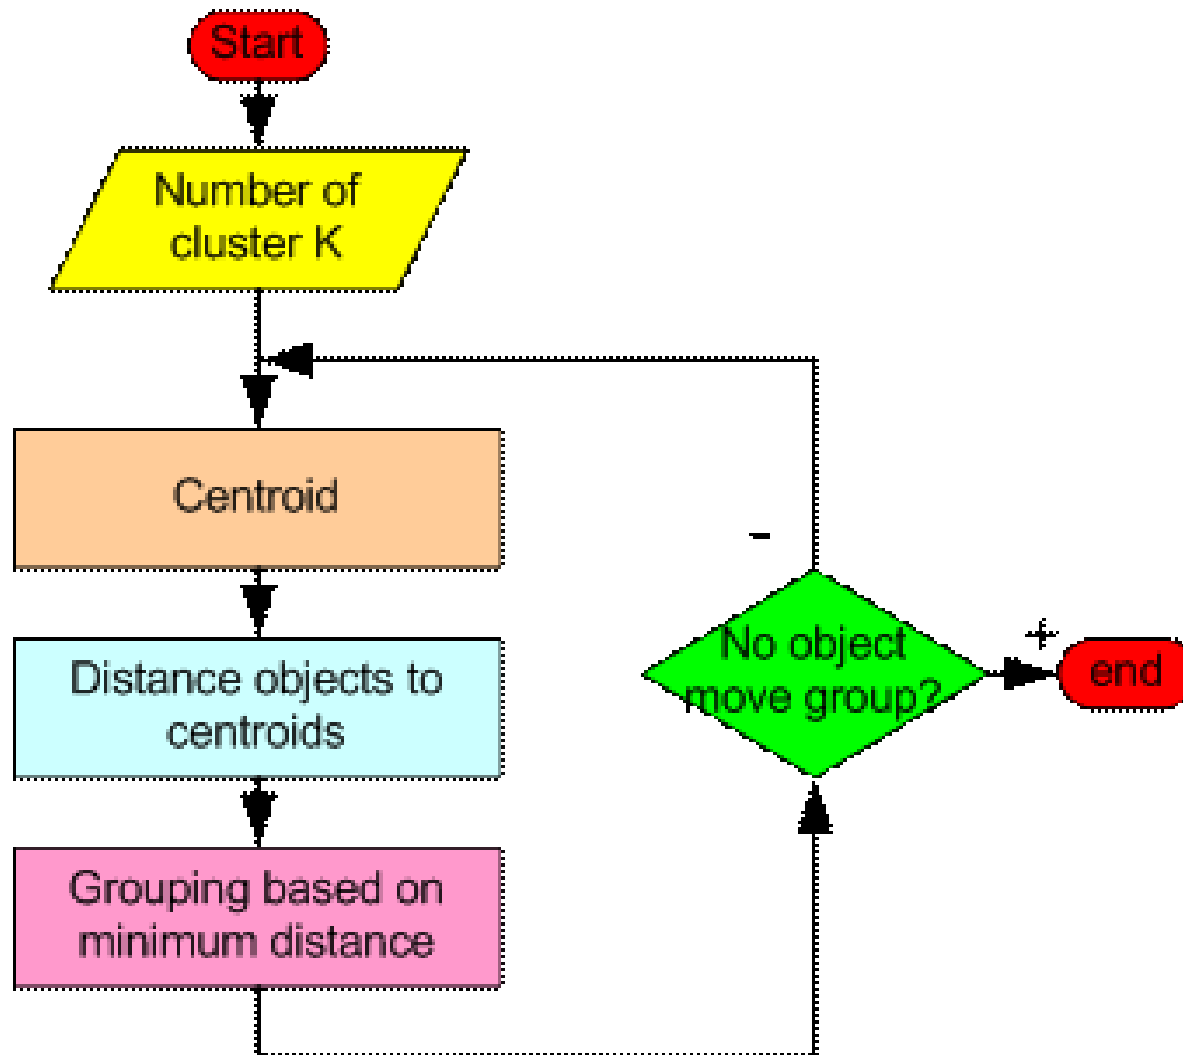 Start
Number of
cluster K
Centroid
Distance objects to
centroids
Grouping based on
minimum distance
-
No object
move group?
+
end